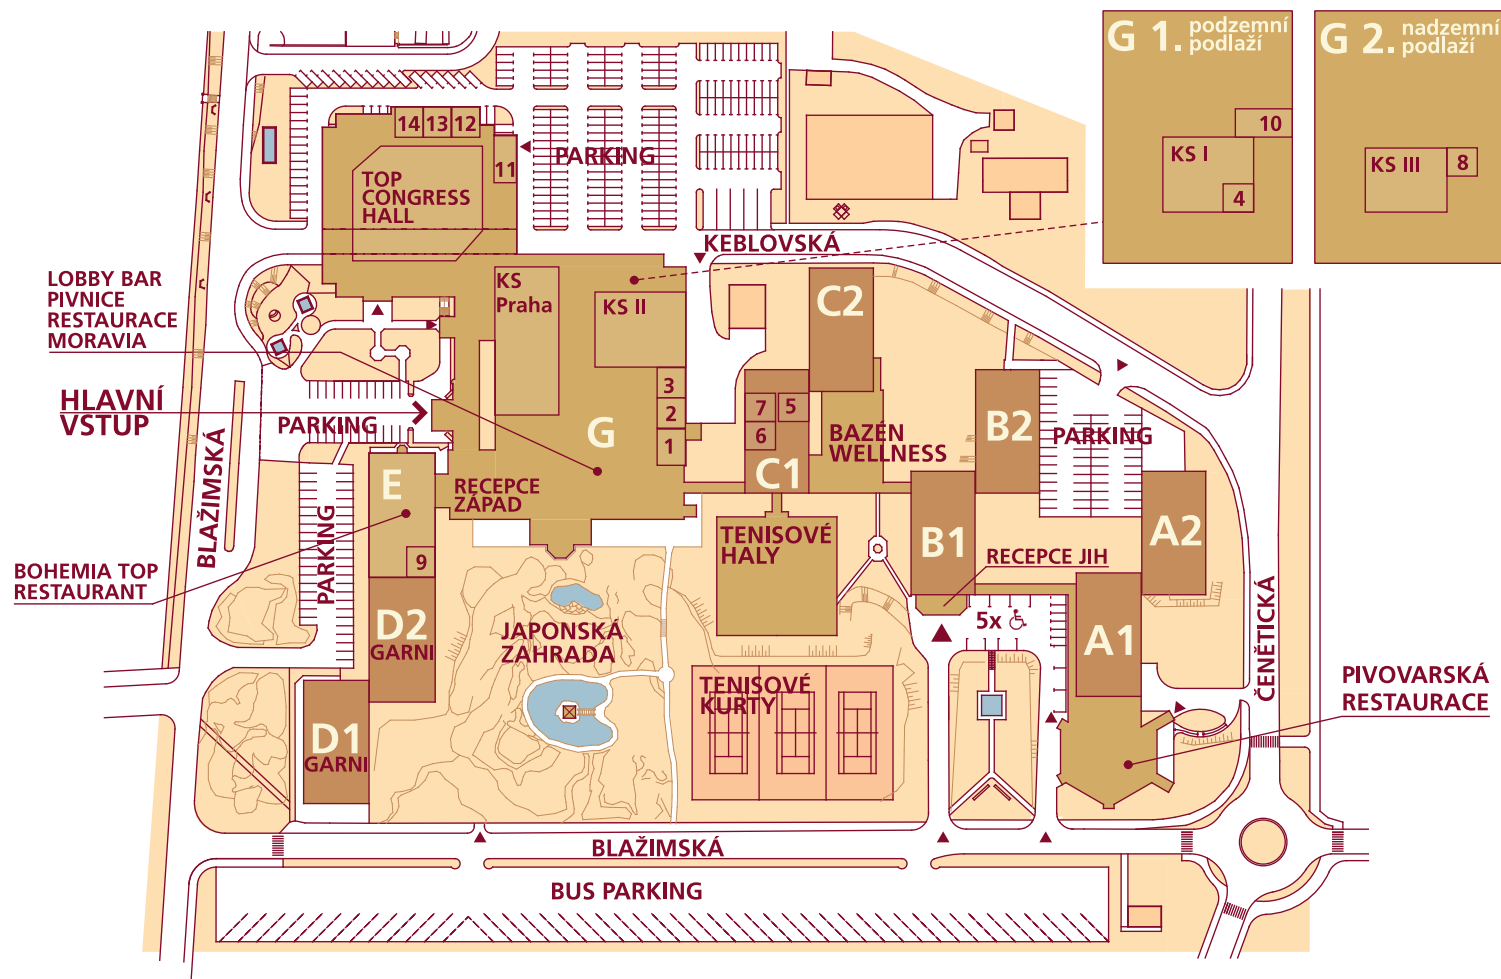 G 1. podzemní
podlaží
G 2. nadzemní
podlaží
10
KS I
4
KS III
8
14 13 12
11
PARKING
TOP
CONGRESS
HALL
KEBLOVSKÁ
LOBBY BAR
PIVNICE
RESTAURACE
MORAVIA
KS
Praha
KS II
C2
3
2
1
HLAVNÍ
VSTUP
PARKING
G
7
5
6
C1
BAZÉN
WELLNESS
B2
PARKING
BLAŽIMSKÁ
E
RECEPCE
ZÁPAD
PARKING
9
BOHEMIA TOP
RESTAURANT
TENISOVÉ
HALY
B1
RECEPCE JIH
A2
ČENĚTICKÁ
D2
GARNI
JAPONSKÁ
ZAHRADA
5x
A1
TENISOVÉ
KURTY
PIVOVARSKÁ
RESTAURACE
D1
GARNI
BLAŽIMSKÁ
BUS PARKING